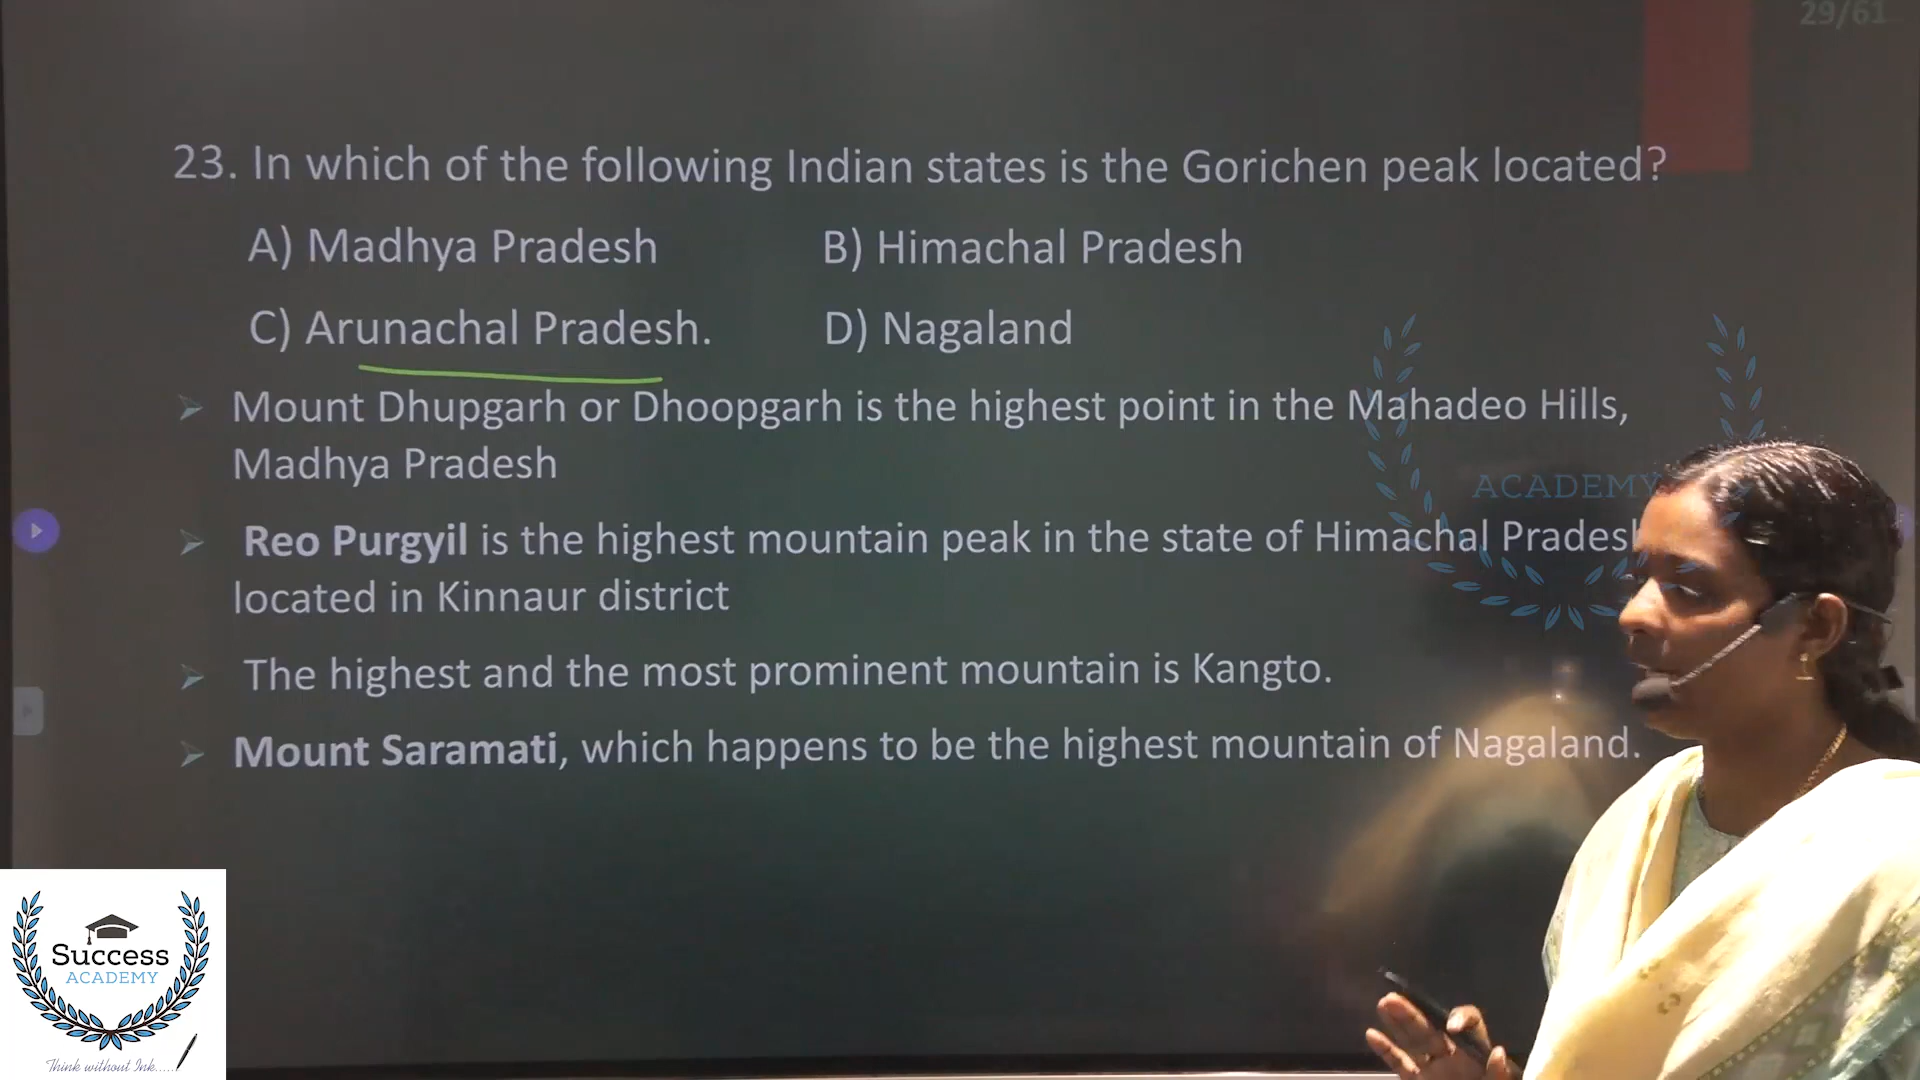 29/61
23. In which of the following Indian states is the Gorichen peak located?
A) Madhya Pradesh B) Himachal Pradesh
C) Arunachal Pradesh. D) Nagaland
Mount Dhupgarh or Dhoopgarh is the highest point in the Mahadeo Hills,
Madhya Pradesh
ACADEMY
Reo Purgyil is the highest mountain peak in the state of Himachal Pradesh
located in Kinnaur district
The highest and the most prominent mountain is Kangto.
Mount Saramati, which happens to be the highest mountain of Nagaland.
Success
ACADEMY
Think without Ink.....